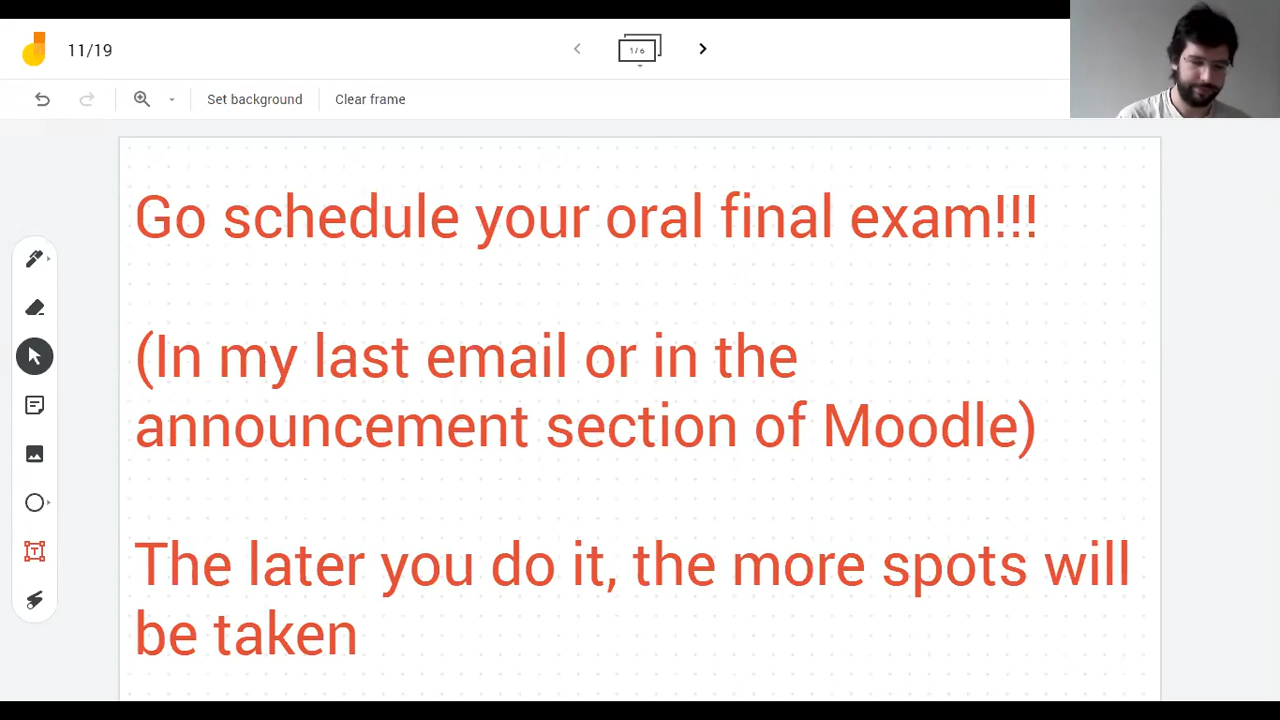 11/19
1/6
Set background
Clear frame
Go schedule your oral final exam!!!
(In my last email or in the
announcement section of Moodle)
The later you do it, the more spots will
be taken